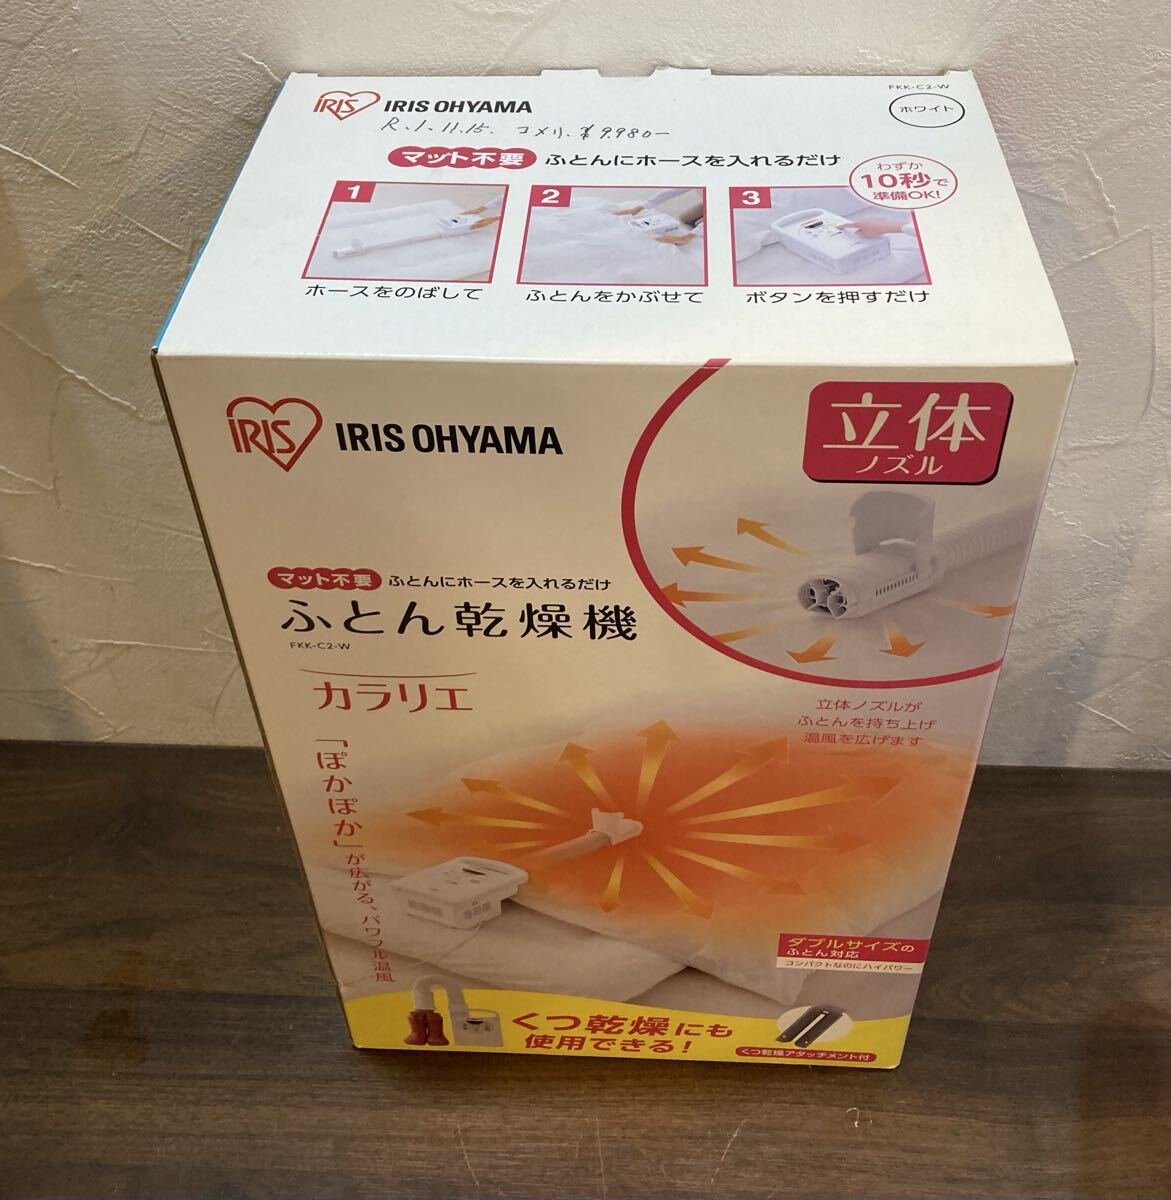 FKK-C2-W
IRIS IRIS OHYAMA
ホワイト
R.1.11.15. コメリ ¥9.980-
マット不要 ふとんにホースを入れるだけ
わずか
10秒で
準備OK!
1
2
3
ホースをのばして
ふとんをかぶせて
ボタンを押すだけ
IRIS IRIS OHYAMA
立体
ノズル
マット不要 ふとんにホースを入れるだけ
ふとん乾燥機
FKK-C2-W
カラリエ
「ぽかぽか」が広がる、パワフル温風
立体ノズルが
ふとんを持ち上げ
温風を広げます
ダブルサイズの
ふとん対応
コンパクトなのにハイパワー
くつ乾燥にも
使用できる!
くつ乾燥アタッチメント付